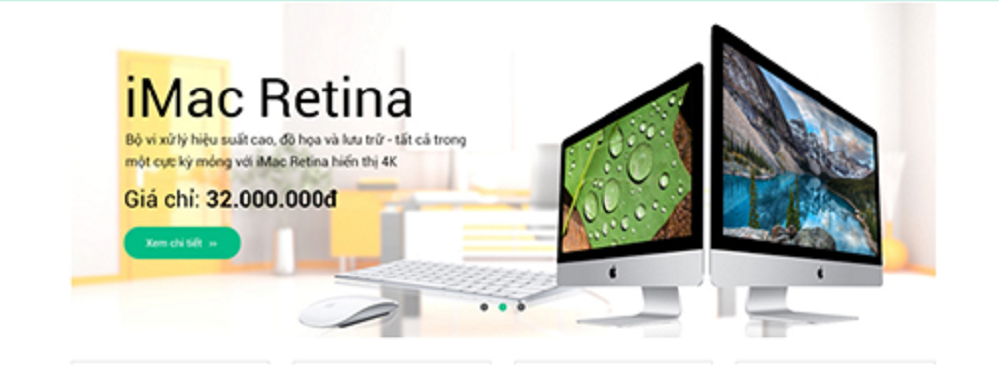 iMac Retina
Bộ vi xử lý hiệu suất cao, đồ họa và lưu trữ - tất cả trong
một cực kỳ mỏng với iMac Retina hiển thị 4K
Giá chỉ: 32.000.000đ
Xem chi tiết »